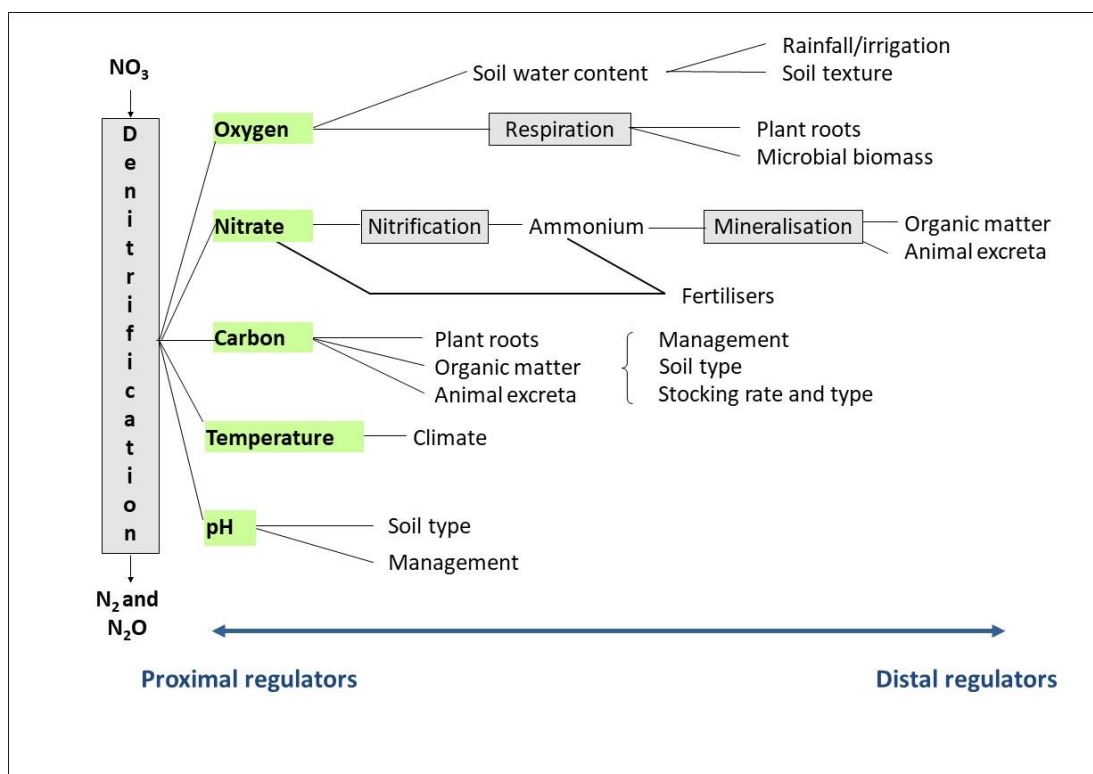 NO₃
Denitrification
N₂ and
N₂O
Oxygen
Soil water content
Rainfall/irrigation
Soil texture
Respiration
Plant roots
Microbial biomass
Nitrate
Nitrification
Ammonium
Mineralisation
Organic matter
Animal excreta
Fertilisers
Carbon
Plant roots
Organic matter
Animal excreta
Management
Soil type
Stocking rate and type
Temperature
Climate
pH
Soil type
Management
Proximal regulators
Distal regulators